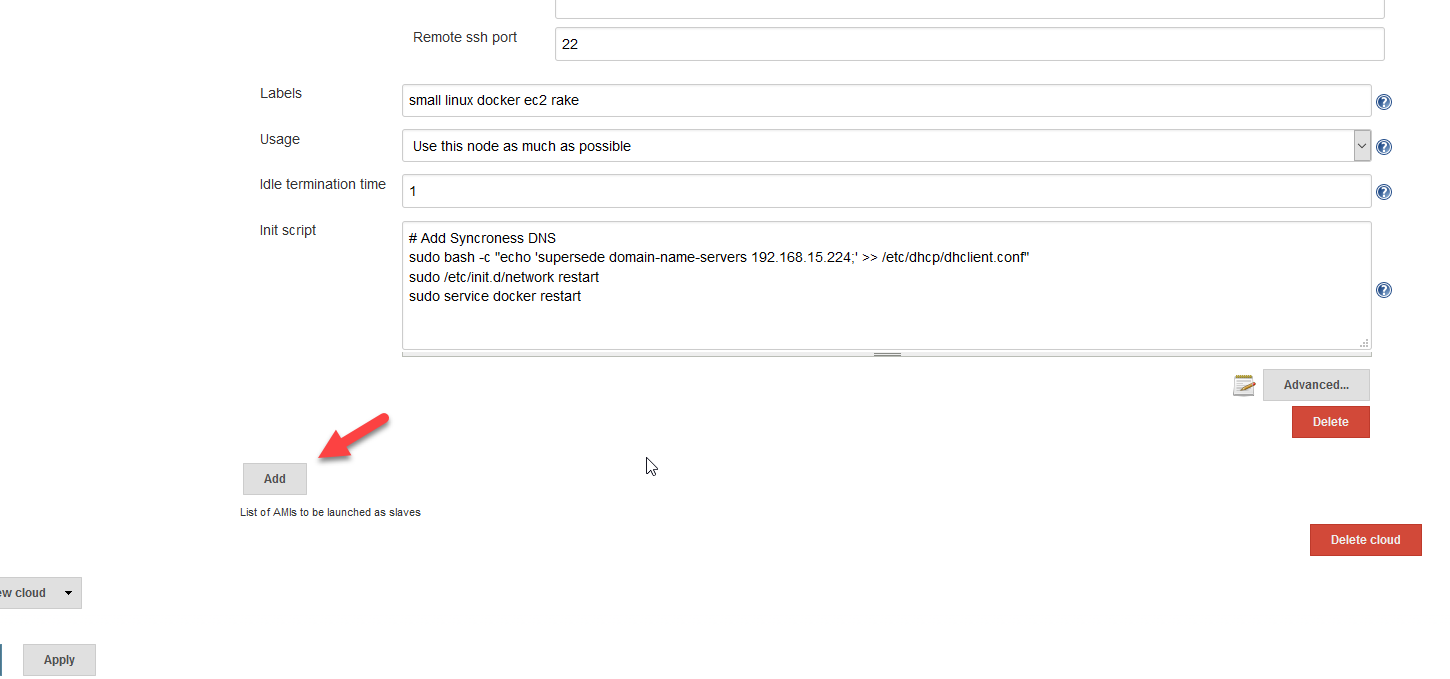 Remote ssh port
22
Labels
small linux docker ec2 rake
Usage
Use this node as much as possible
Idle termination time
1
Init script
# Add Syncroness DNS
sudo bash -c "echo 'supersede domain-name-servers 192.168.15.224;' >> /etc/dhcp/dhclient.conf"
sudo /etc/init.d/network restart
sudo service docker restart
Advanced...
Delete
Add
List of AMIs to be launched as slaves
Delete cloud
ew cloud
Apply